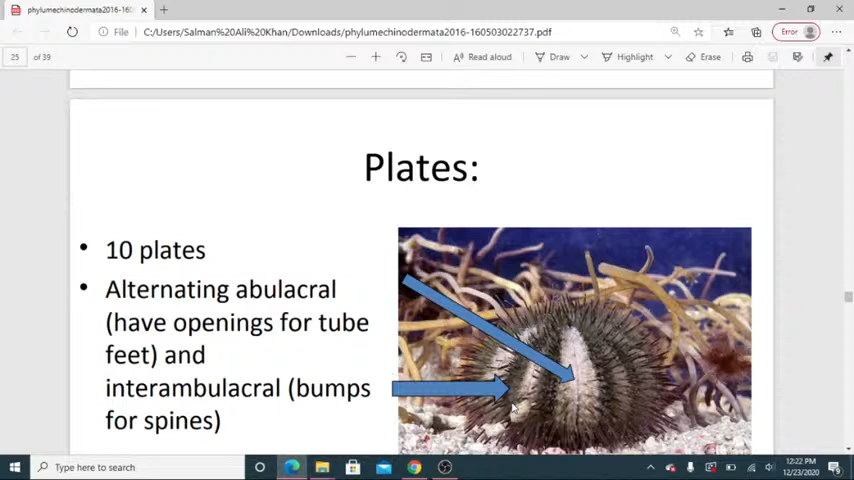 phylumechinodermata2016-160
File
C:/Users/Salman%20Ali%20Khan/Downloads/phylumechinodermata2016-160503022737.pdf
Error
25 of 39
Read aloud
Draw
Highlight
Erase
Plates:
• 10 plates
• Alternating abulacral
(have openings for tube
feet) and
interambulacral (bumps
for spines)
Type here to search
12:22 PM
12/23/2020